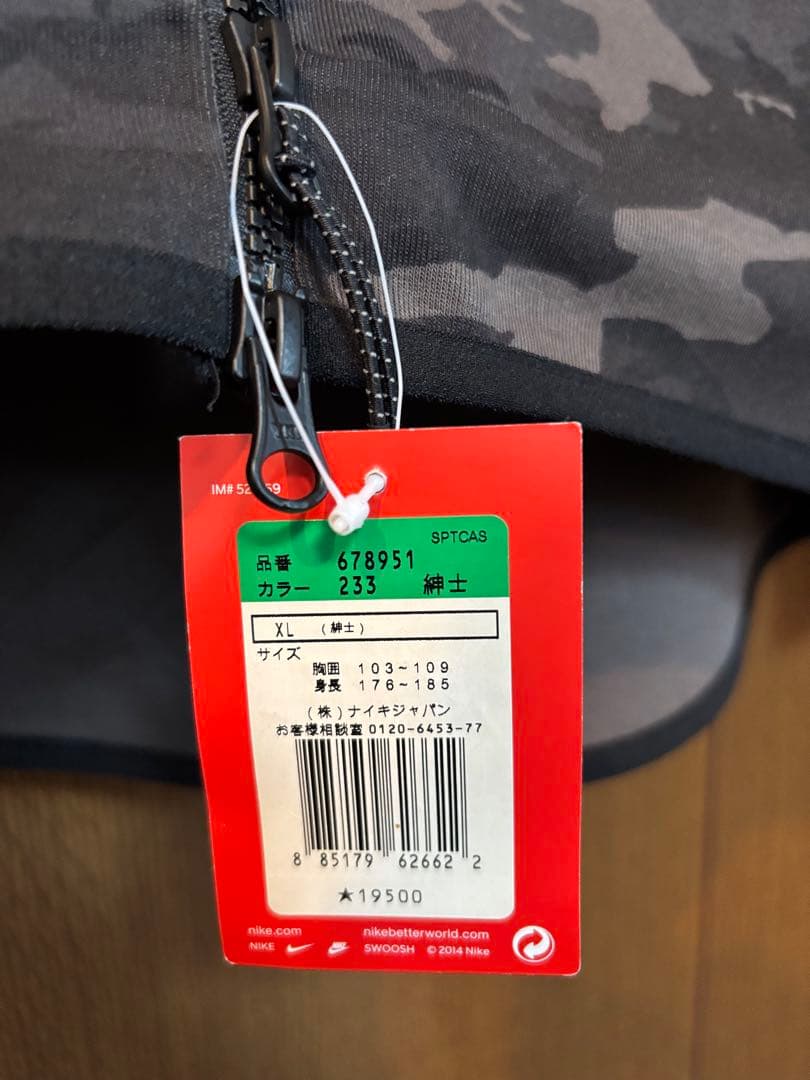 IM#
SPTCAS
品番 678951
カラー 233 紳士
XL (紳士)
サイズ
胸囲 103~109
身長 176~185
(株)ナイキジャパン
お客様相談室 0120-6453-77
8 85179 62662 2
★19500
nike.com nikebetterworld.com
NIKE SWOOSH © 2014 Nike